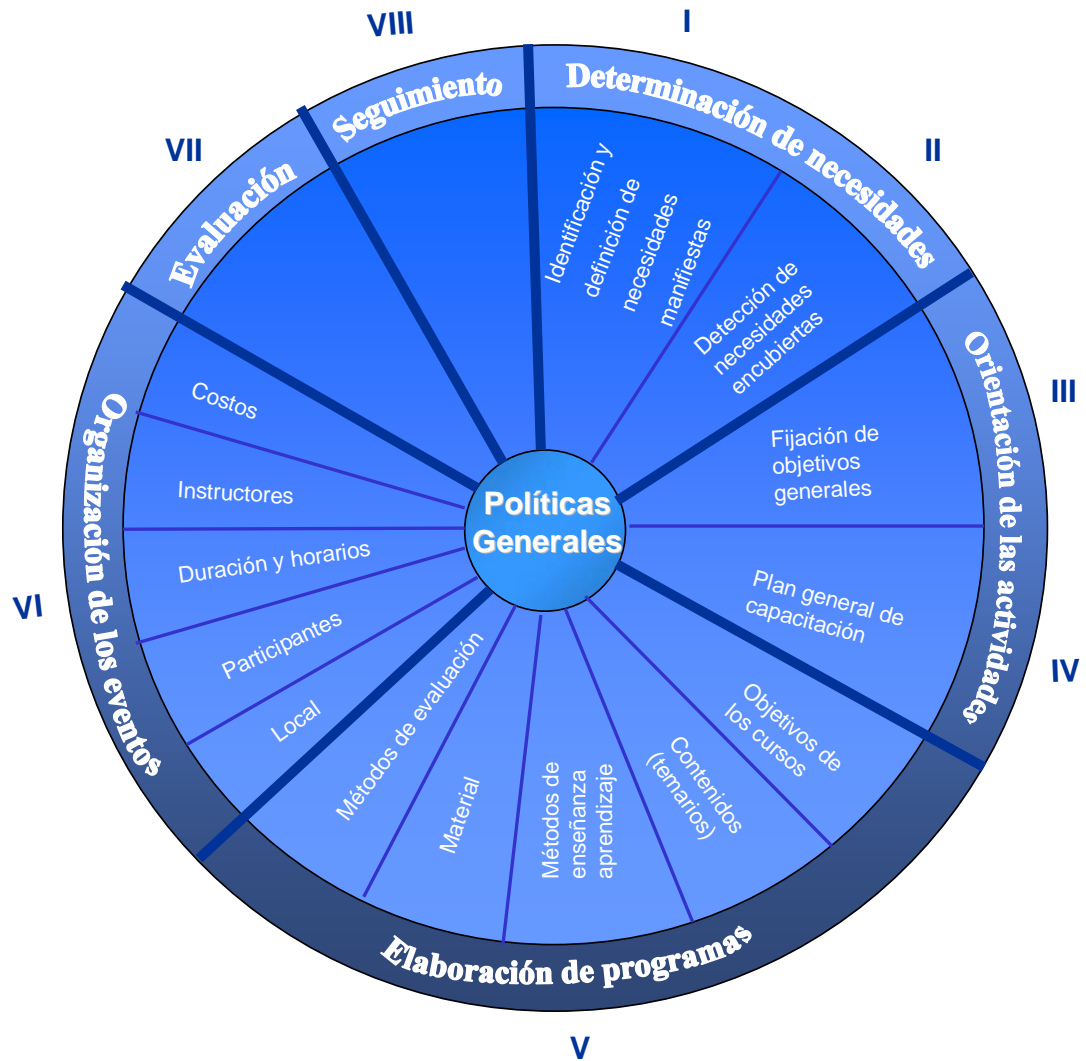 VIII
I
Seguimiento
Determinación de necesidades
VII
II
Evaluación
Identificación y
definición de
necesidades
manifiestas
Detección de
necesidades
encubiertas
Orientación de las actividades
III
Fijación de
objetivos
generales
Plan general de
capacitación
IV
Políticas
Generales
Costos
Instructores
Duración y horarios
Participantes
Local
Organización de los eventos
VI
Métodos de evaluación
Material
Métodos de
enseñanza
aprendizaje
Contenidos
(temarios)
Objetivos de
los cursos
Elaboración de programas
V